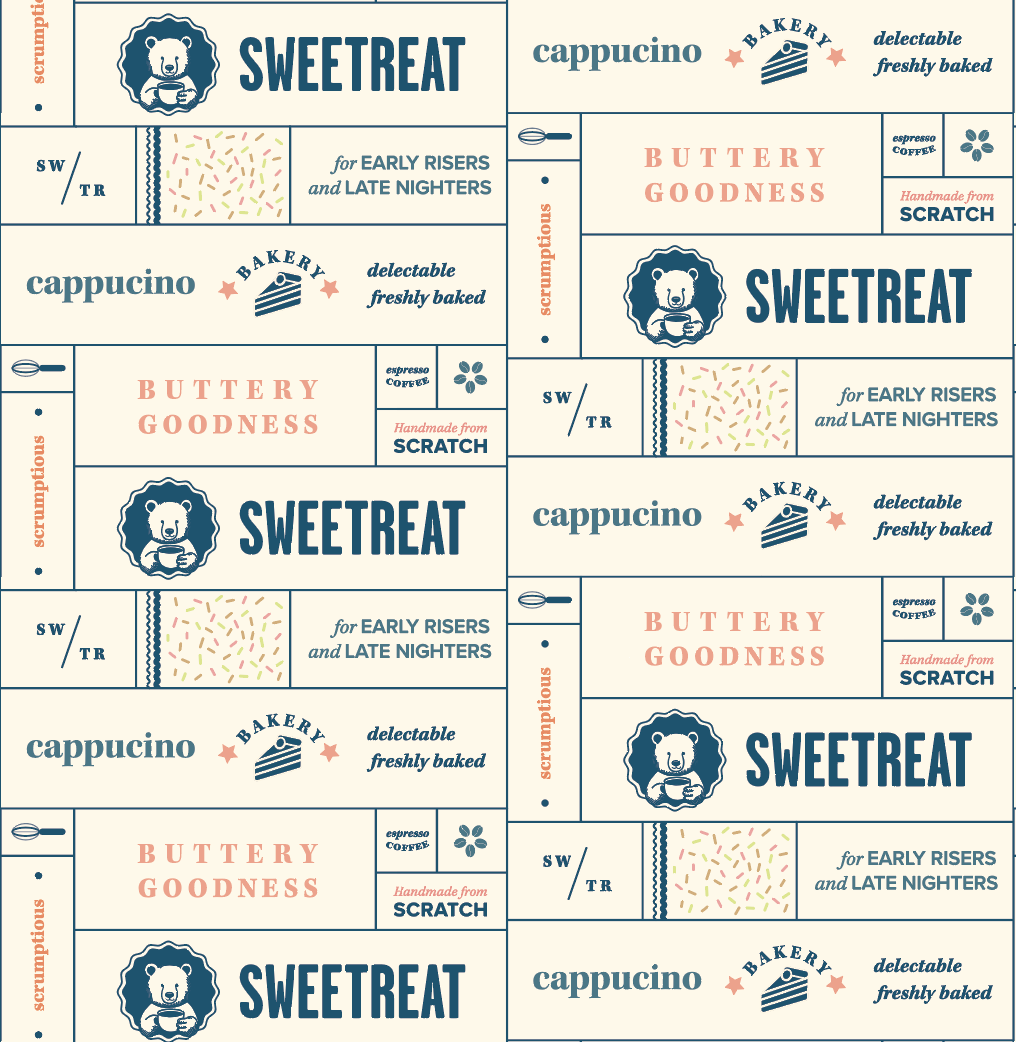 scrumptio
SWEETREAT
SW/TR
for EARLY RISERS
and LATE NIGHTERS
cappucino
BAKERY
delectable
freshly baked
BUTTERY
GOODNESS
espresso
COFFEE
Handmade from
SCRATCH
scrumptious
SWEETREAT
SW/TR
for EARLY RISERS
and LATE NIGHTERS
cappucino
BAKERY
delectable
freshly baked
BUTTERY
GOODNESS
espresso
COFFEE
Handmade from
SCRATCH
scrumptious
SWEETREAT
cappucino
BAKERY
delectable
freshly baked
BUTTERY
GOODNESS
espresso
COFFEE
Handmade from
SCRATCH
scrumptious
SWEETREAT
SW/TR
for EARLY RISERS
and LATE NIGHTERS
cappucino
BAKERY
delectable
freshly baked
BUTTERY
GOODNESS
espresso
COFFEE
Handmade from
SCRATCH
scrumptious
SWEETREAT
SW/TR
for EARLY RISERS
and LATE NIGHTERS
cappucino
BAKERY
delectable
freshly baked